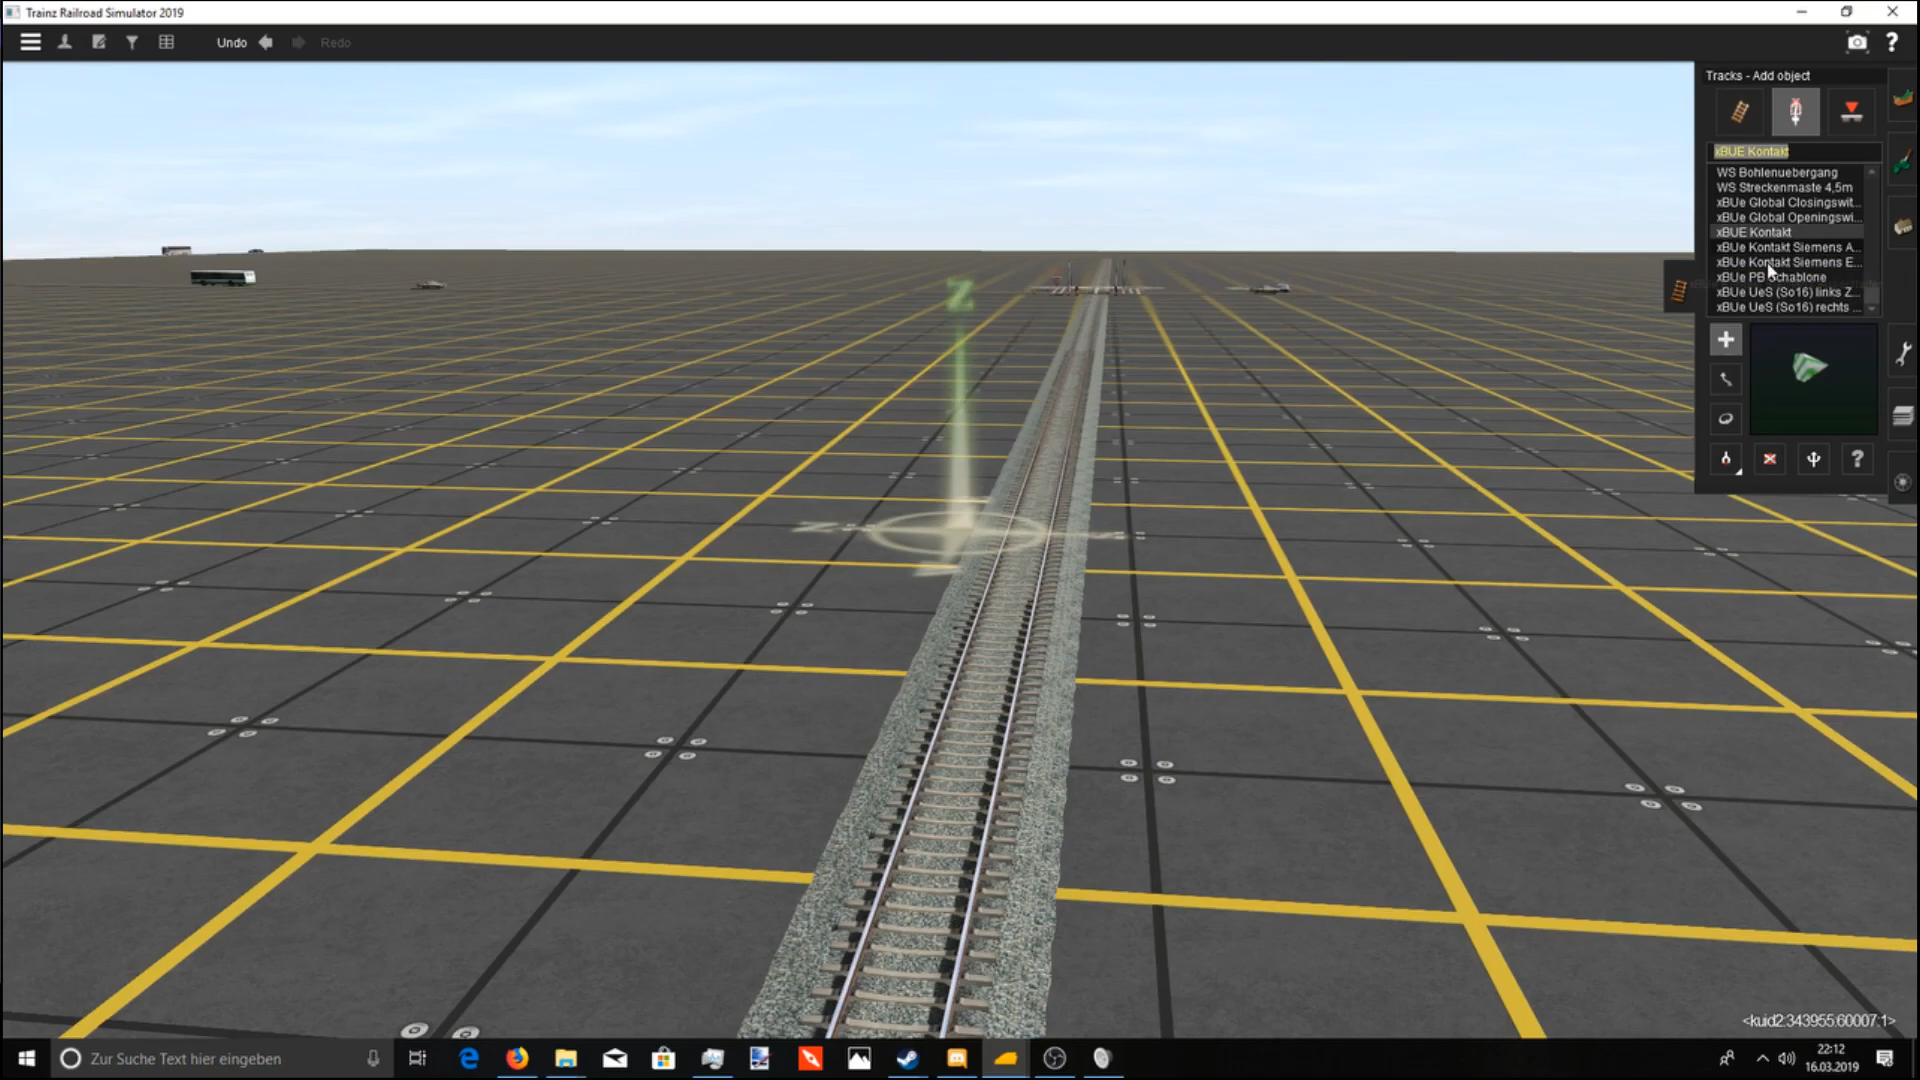 Trainz Railroad Simulator 2019
Undo
Redo
?
Tracks - Add object
xBUE Kontakt
WS Bohlenuebergang
WS Streckenmaste 4,5m
xBUe Global Closingswit...
xBUe Global Openingswi...
xBUE Kontakt
xBUe Kontakt Siemens A...
xBUe Kontakt Siemens E...
xBUe PB Schablone
xBUe UeS (So16) links Z...
xBUe UeS (So16) rechts ...
?
<kuid2:343955:60007:1>
Zur Suche Text hier eingeben
22:12
16.03.2019